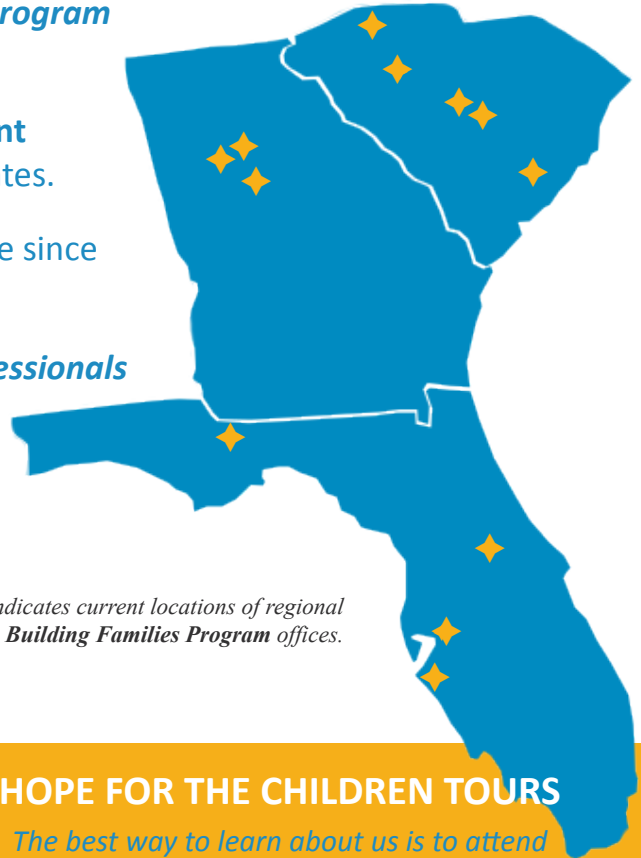 rogram
nt
tes.
e since
essionals
ndicates current locations of regional
Building Families Program offices.
HOPE FOR THE CHILDREN TOURS
The best way to learn about us is to attend